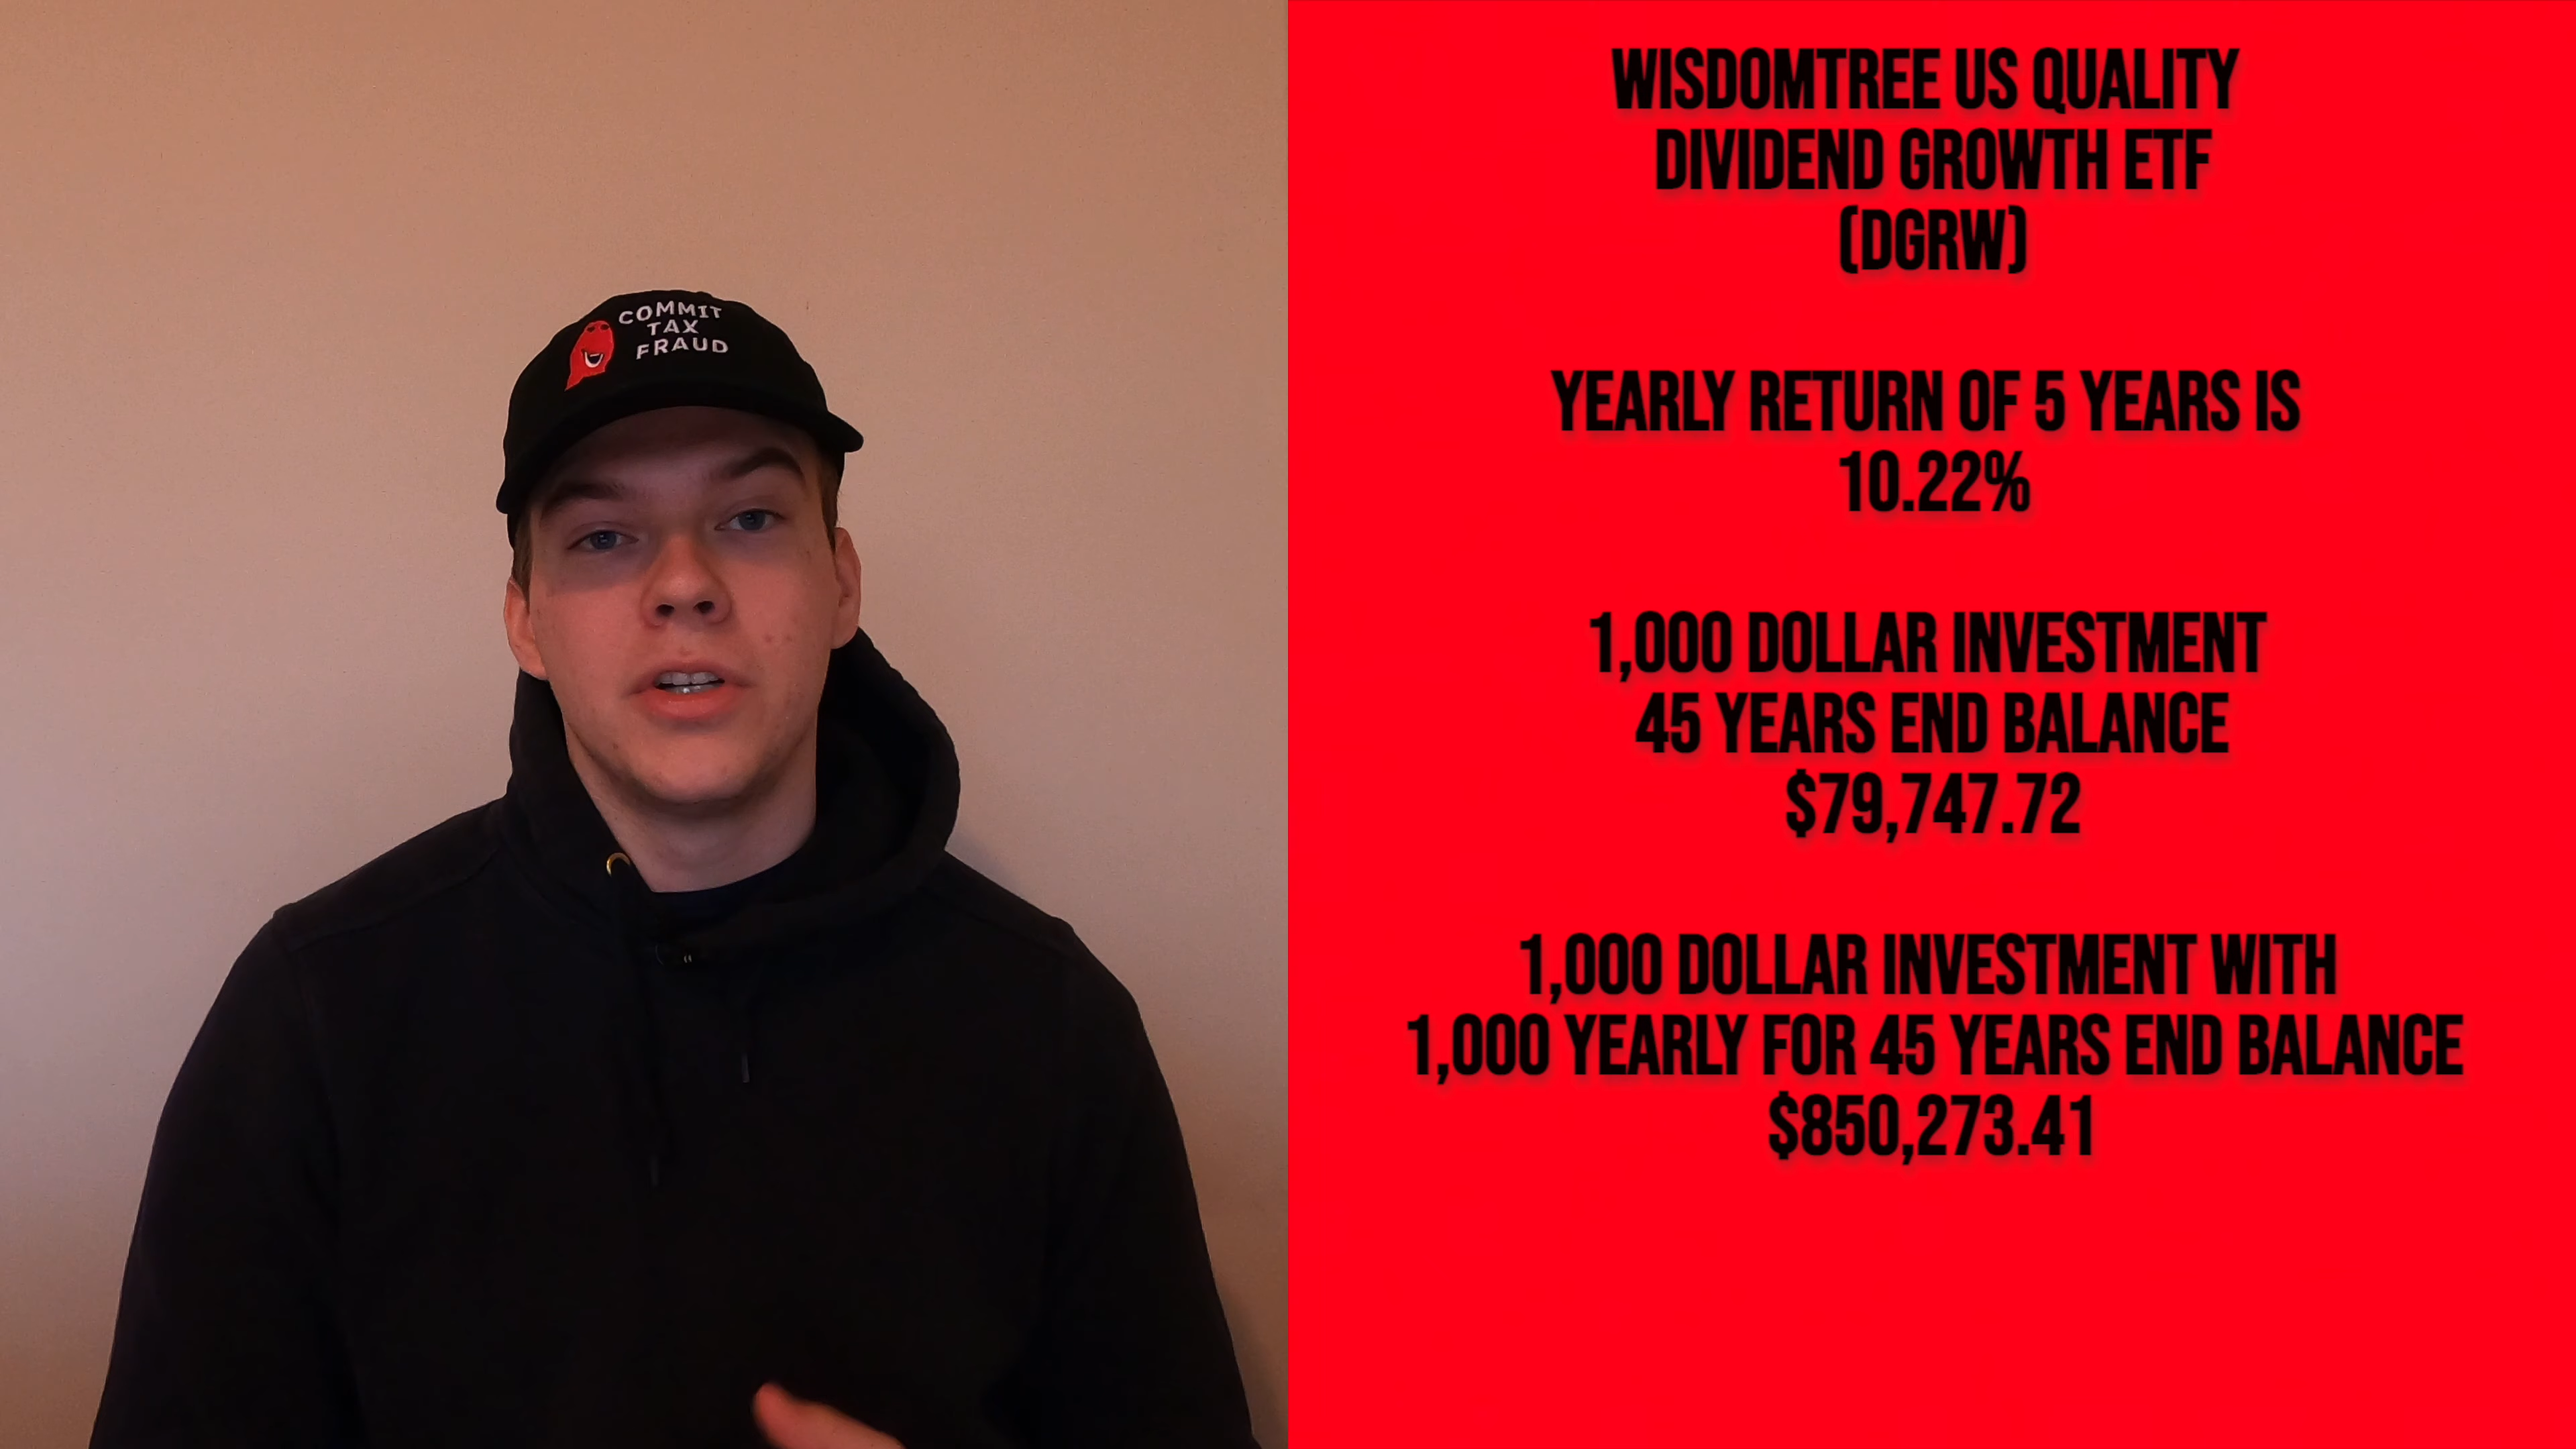 COMMIT
TAX
FRAUD
WISDOMTREE US QUALITY
DIVIDEND GROWTH ETF
(DGRW)
YEARLY RETURN OF 5 YEARS IS
10.22%
1,000 DOLLAR INVESTMENT
45 YEARS END BALANCE
$79,747.72
1,000 DOLLAR INVESTMENT WITH
1,000 YEARLY FOR 45 YEARS END BALANCE
$850,273.41